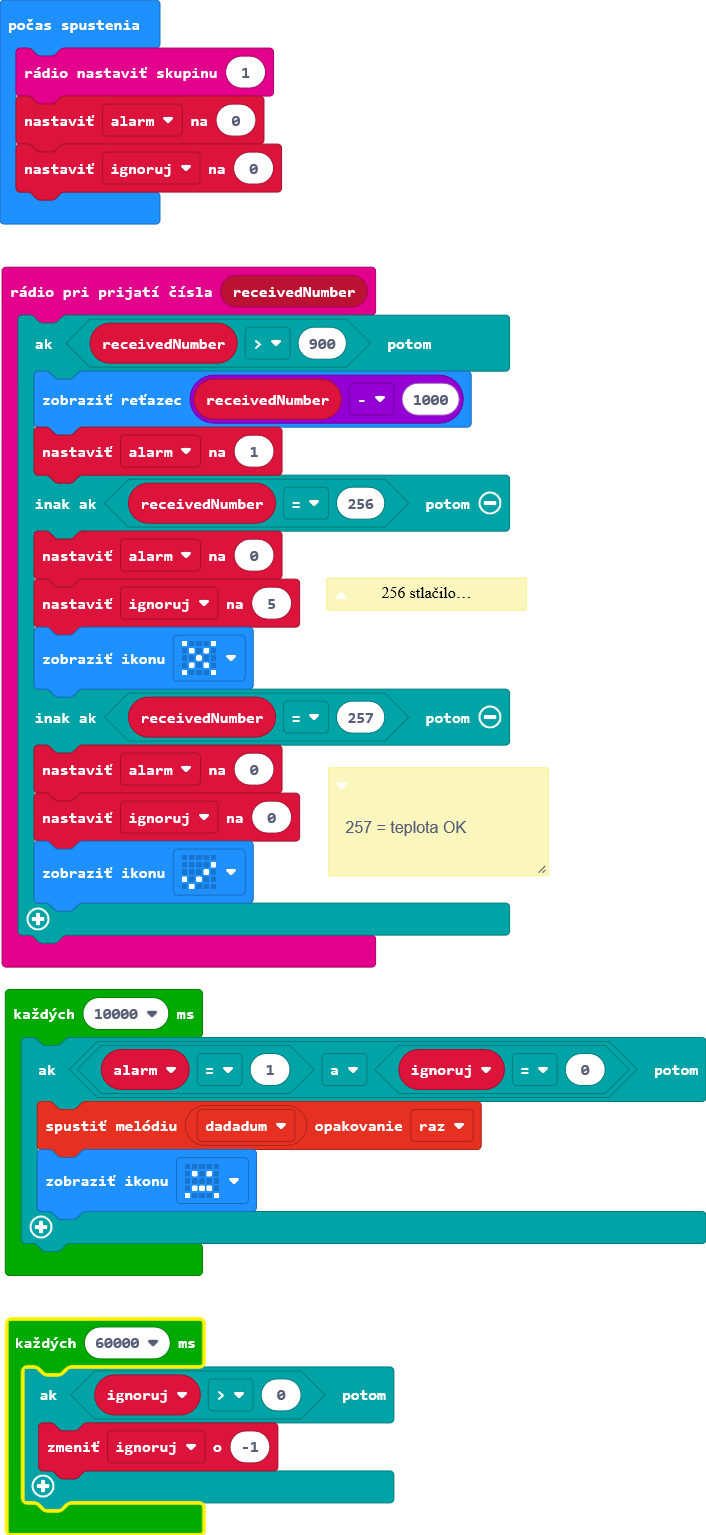 počas spustenia
rádio nastaviť skupinu 1
nastaviť alarm na 0
nastaviť ignoruj na 0
rádio pri prijatí čísla receivedNumber
ak receivedNumber > 900 potom
zobraziť reťazec receivedNumber - 1000
nastaviť alarm na 1
inak ak receivedNumber = 256 potom
nastaviť alarm na 0
256 stlačilo…
nastaviť ignoruj na 5
zobraziť ikonu
inak ak receivedNumber = 257 potom
nastaviť alarm na 0
nastaviť ignoruj na 0
257 = teplota OK
zobraziť ikonu
každých 10000 ms
ak alarm = 1 a ignoruj = 0 potom
spustiť melódiu dadadum opakovanie raz
zobraziť ikonu
každých 60000 ms
ak ignoruj > 0 potom
zmeniť ignoruj o -1